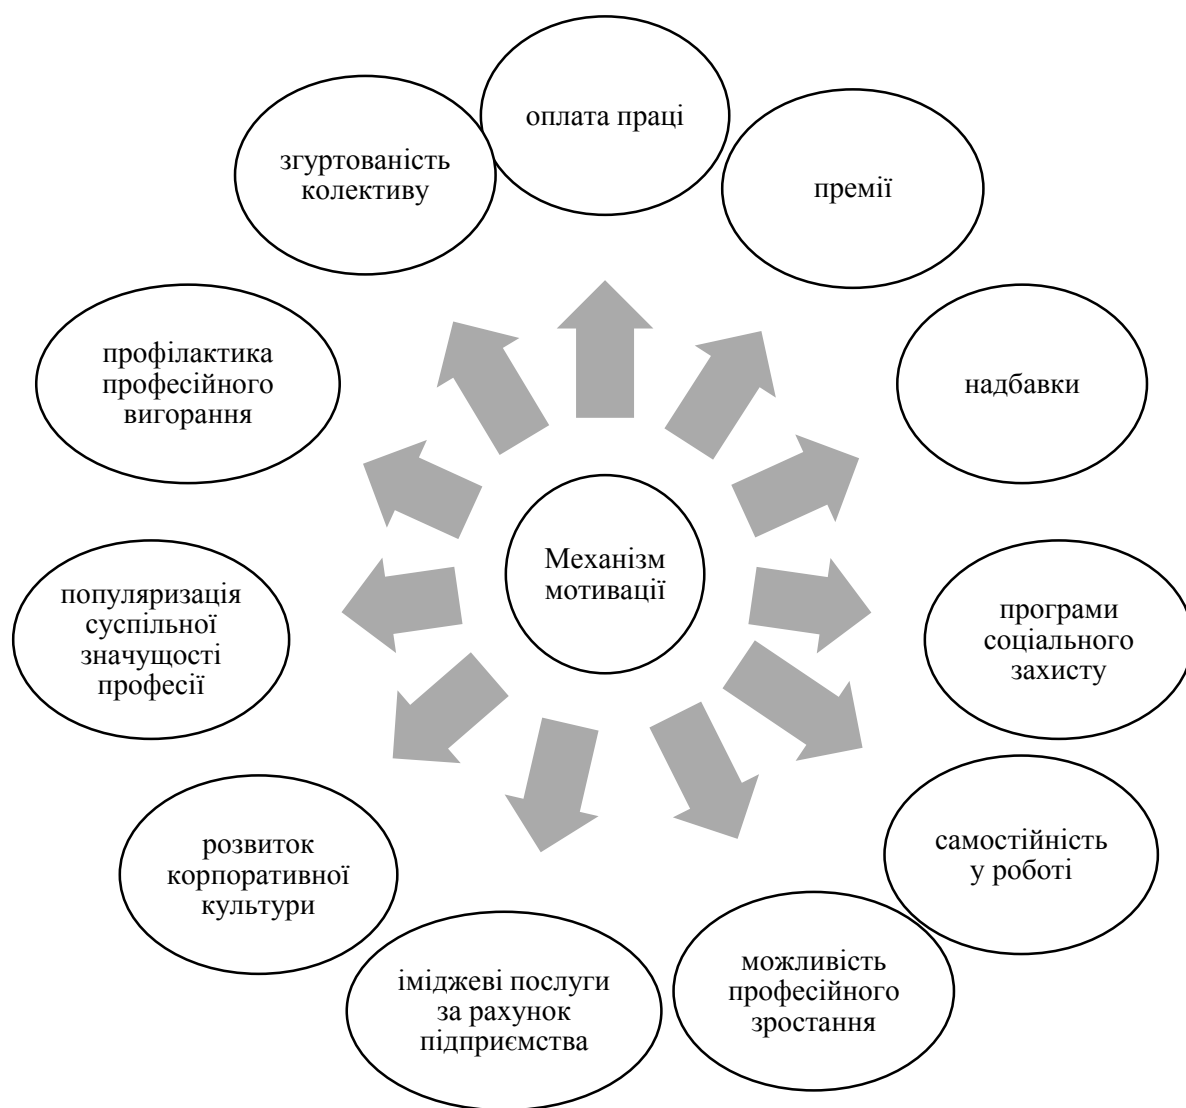 оплата праці
премії
надбавки
програми
соціального
захисту
самостійність
у роботі
можливість
професійного
зростання
іміджеві послуги
за рахунок
підприємства
розвиток
корпоративної
культури
популяризація
суспільної
значущості
професії
профілактика
професійного
вигорання
згуртованість
колективу
Механізм
мотивації